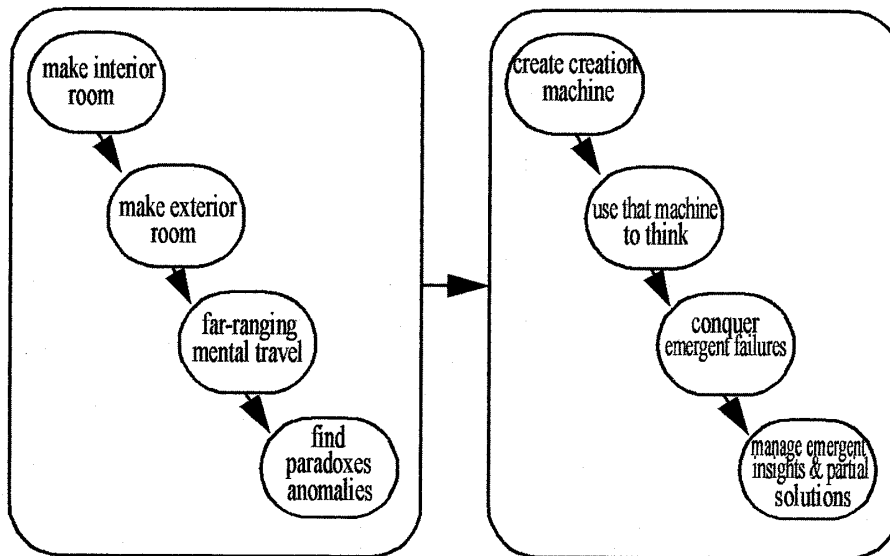 make interior
room
make exterior
room
far-ranging
mental travel
find
paradoxes
anomalies
create creation
machine
use that machine
to think
conquer
emergent failures
manage emergent
insights & partial
solutions